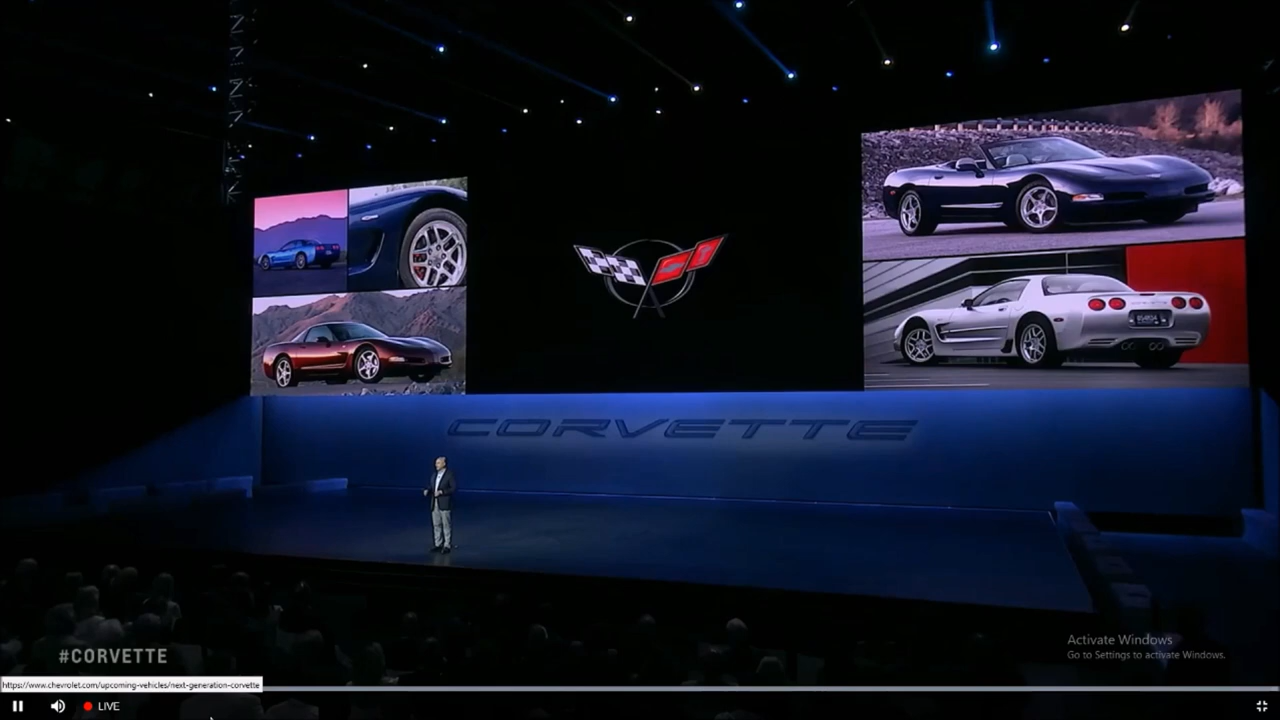 CORVETTE
#CORVETTE
Activate Windows
Go to Settings to activate Windows.
https://www.chevrolet.com/upcoming-vehicles/next-generation-corvette
LIVE